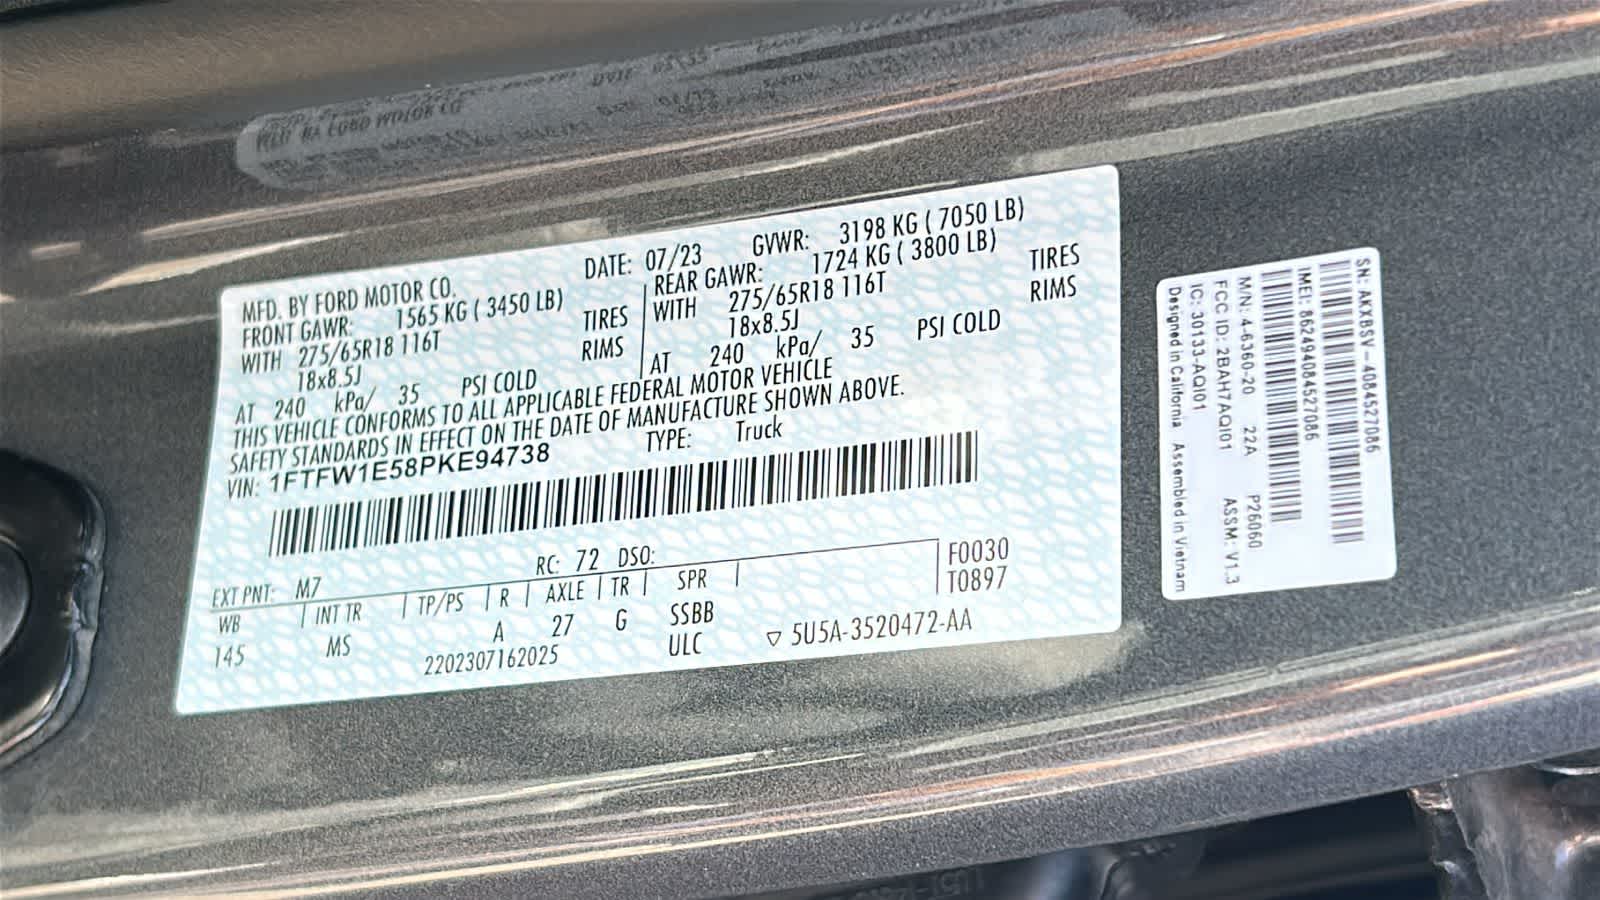 MFD. BY FORD MOTOR CO.
DATE: 07/23 GVWR: 3198 KG ( 7050 LB)
FRONT GAWR: 1565 KG ( 3450 LB)
WITH 275/65R18 116T TIRES
18x8.5J RIMS
AT 240 kPa/ 35 PSI COLD
REAR GAWR: 1724 KG ( 3800 LB)
WITH 275/65R18 116T TIRES
18x8.5J RIMS
AT 240 kPa/ 35 PSI COLD
THIS VEHICLE CONFORMS TO ALL APPLICABLE FEDERAL MOTOR VEHICLE
SAFETY STANDARDS IN EFFECT ON THE DATE OF MANUFACTURE SHOWN ABOVE.
VIN: 1FTFW1E58PKE94738 TYPE: Truck
EXT PNT: M7 RC: 72 DSO:
WB INT TR TP/PS R AXLE TR SPR
145 MS A 27 G SSBB
F0030
T0897
2202307162025 ULC ▽ 5U5A-3520472-AA
SN: AXXBSV-4084527086
IMEI: 862494084527086
M/N: 4-6360-20 22A P26060
FCC ID: 2BAH7AQI01 ASSM: V1.3
IC: 30133-AQI01
Designed in California Assembled in Vietnam